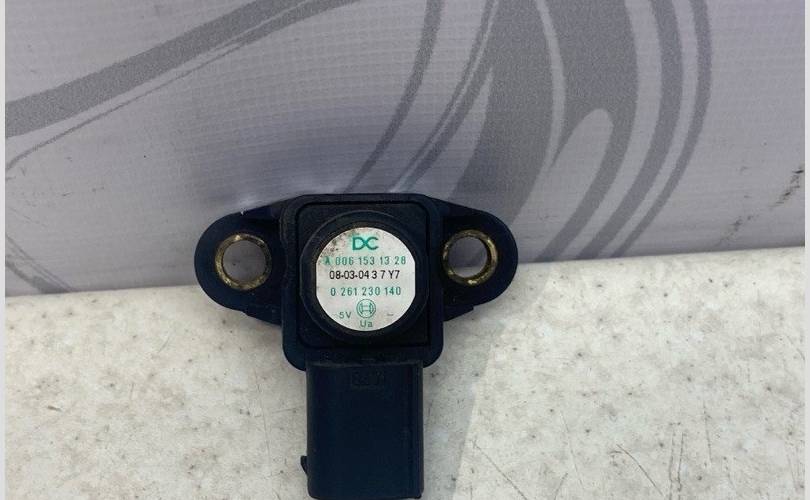 DC
A 006 153 13 28
08-03-04 3 7 Y7
0 261 230 140
5V
Ua